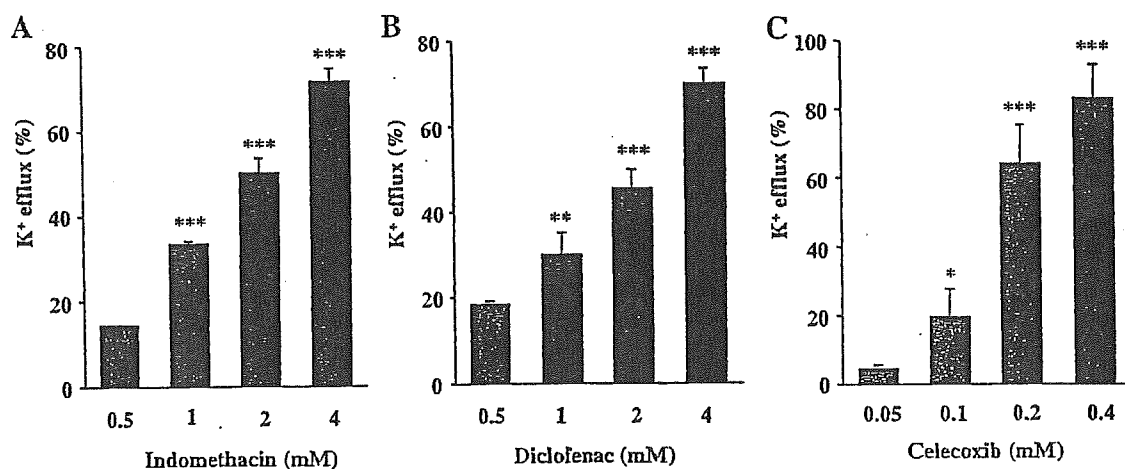 A
K⁺ efflux (%)
80
60
40
20
0
***
***
***
0.5 1 2 4
Indomethacin (mM)
B
K⁺ efflux (%)
80
60
40
20
0
**
***
***
0.5 1 2 4
Diclofenac (mM)
C
K⁺ efflux (%)
100
80
60
40
20
0
*
***
***
0.05 0.1 0.2 0.4
Celecoxib (mM)